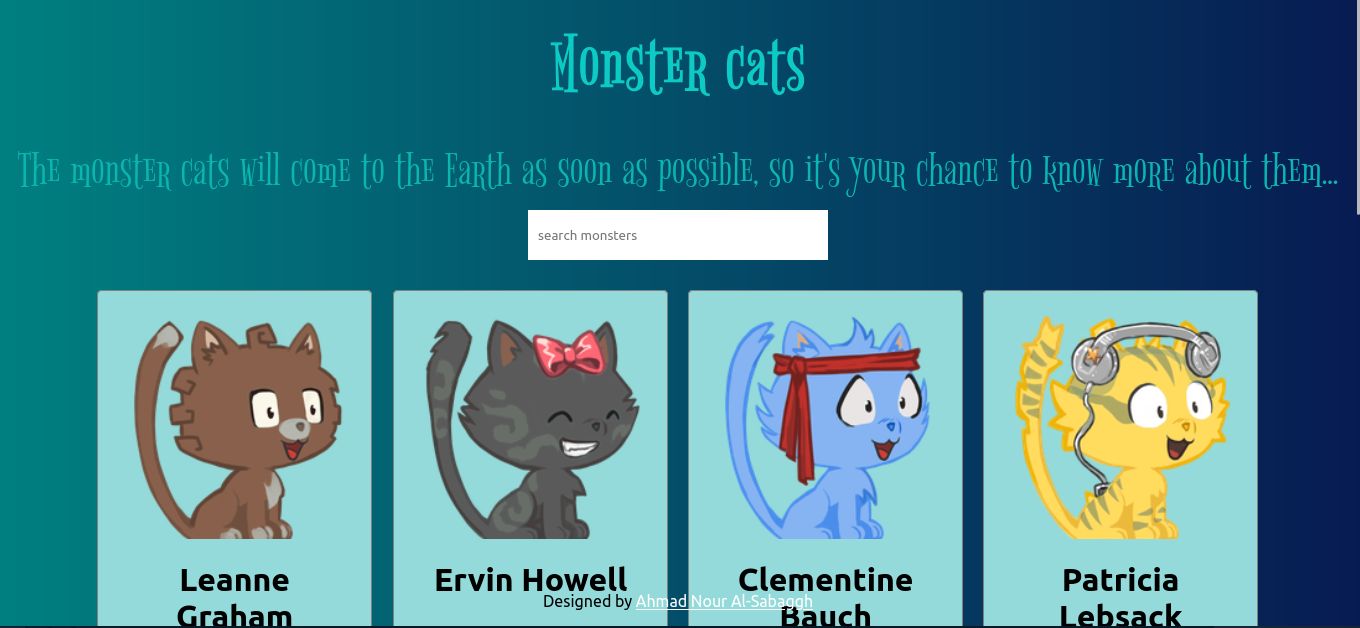 Monster cats
The monster cats will come to the Earth as soon as possible, so it's your chance to know more about them...
search monsters
Leanne
Graham
Ervin Howell
Clementine
Bauch
Patricia
Lebsack
Designed by Ahmad Nour Al-Sabaggh